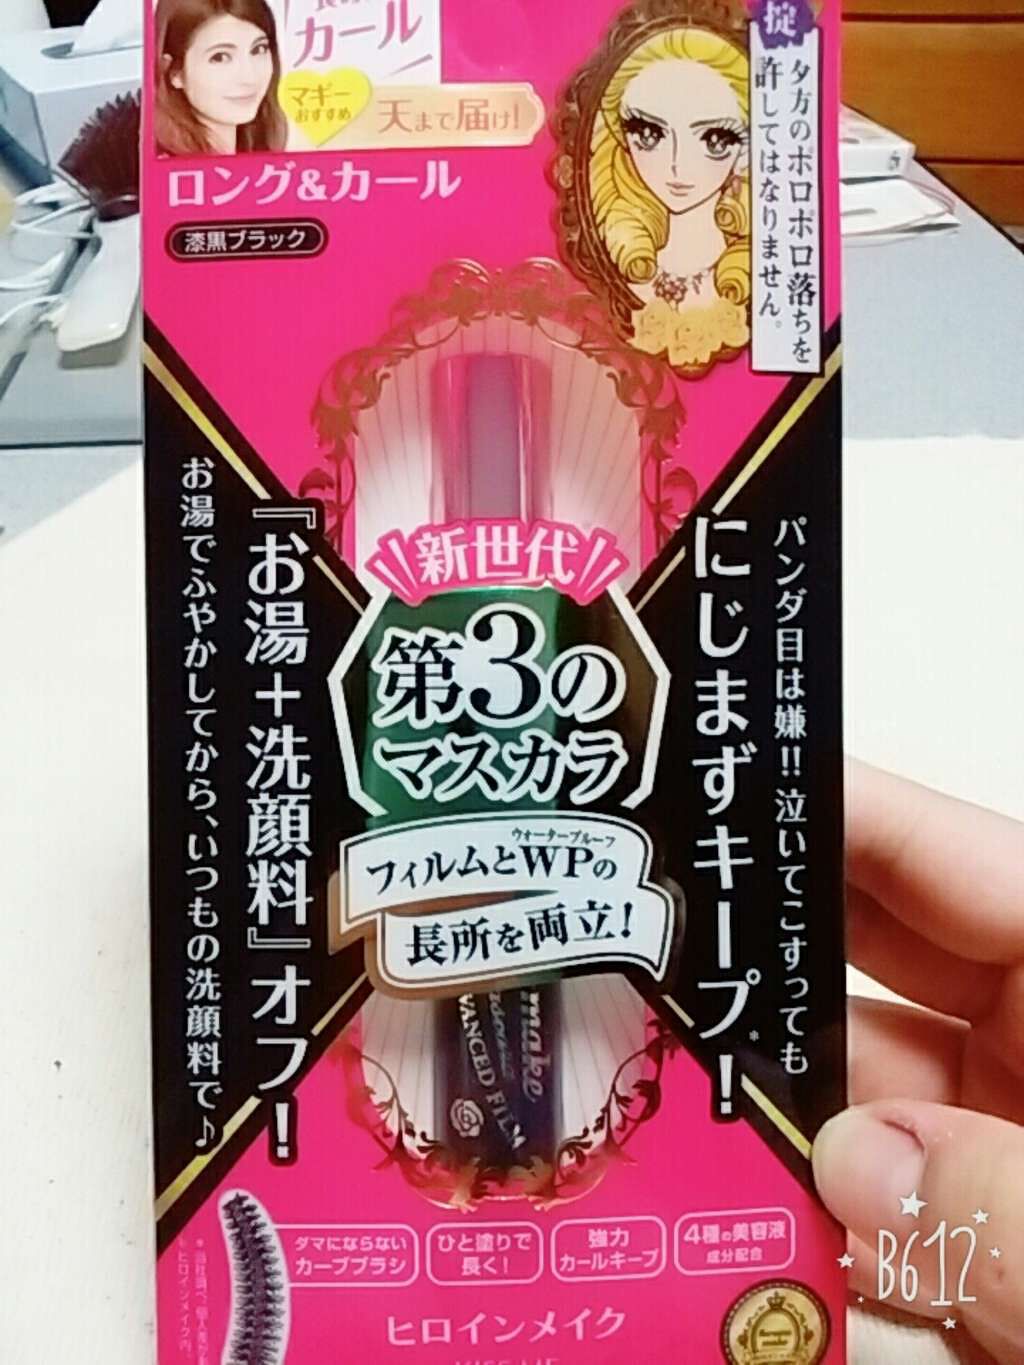 カール
マギー
おすすめ
天まで届け!
ロング&カール
漆黒ブラック
掟
夕方のポロポロ落ちを
許してはなりません。
新世代
第3の
マスカラ
ウォータープルーフ
フィルムとWPの
長所を両立!
パンダ目は嫌!!泣いてこすっても
にじまずキープ*!
『お湯+洗顔料』オフ!
お湯でふやかしてから、いつもの洗顔料で♪
make
ADVANCED FILM
ダマにならない
カーブブラシ
ひと塗りで
長く!
強力
カールキープ
4種の美容液
成分配合
ヒロインメイク
KISS ME
B612